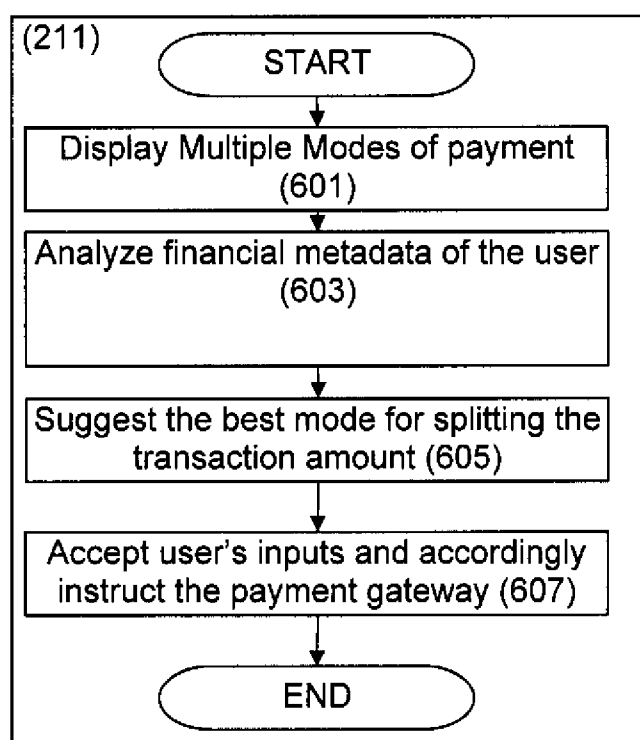 (211)
START
Display Multiple Modes of payment
(601)
Analyze financial metadata of the user
(603)
Suggest the best mode for splitting the
transaction amount (605)
Accept user's inputs and accordingly
instruct the payment gateway (607)
END